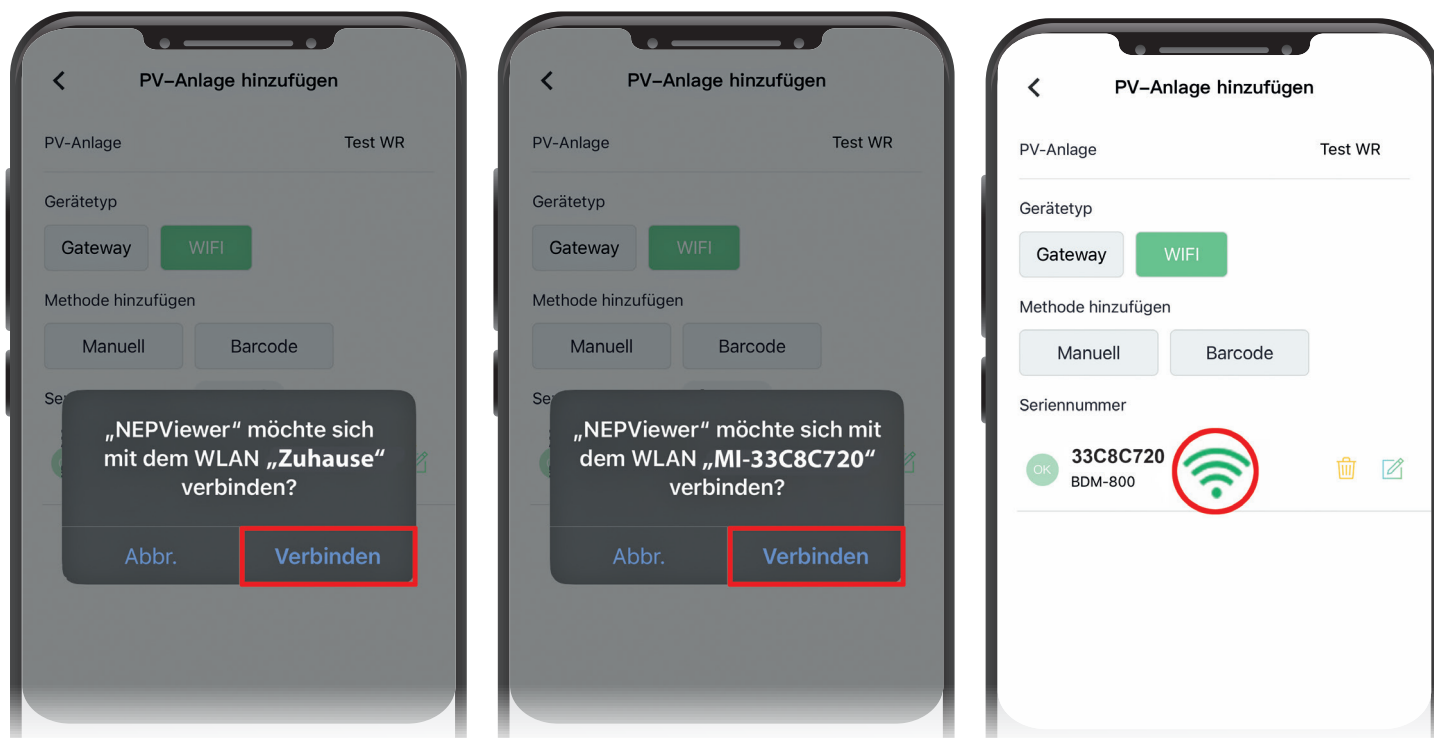 PV–Anlage hinzufügen
PV-Anlage Test WR
Gerätetyp
Gateway WIFI
Methode hinzufügen
Manuell Barcode
Se
„NEPViewer“ möchte sich
mit dem WLAN „Zuhause“
verbinden?
Abbr. Verbinden
PV–Anlage hinzufügen
PV-Anlage Test WR
Gerätetyp
Gateway WIFI
Methode hinzufügen
Manuell Barcode
Se
„NEPViewer“ möchte sich mit
dem WLAN „MI-33C8C720“
verbinden?
Abbr. Verbinden
PV–Anlage hinzufügen
PV-Anlage Test WR
Gerätetyp
Gateway WIFI
Methode hinzufügen
Manuell Barcode
Seriennummer
OK 33C8C720
BDM-800